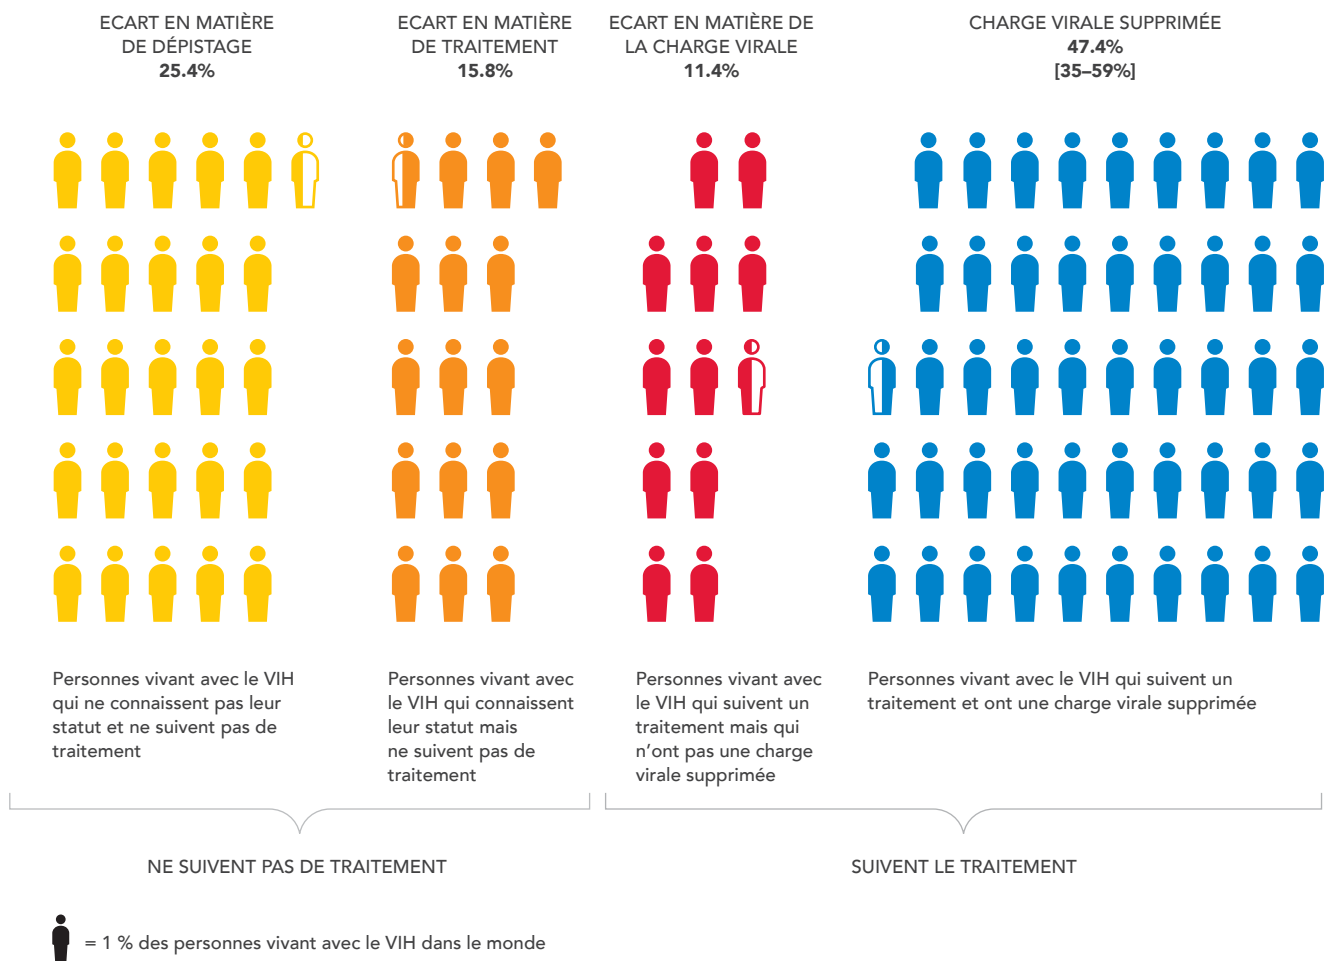 ECART EN MATIÈRE
DE DÉPISTAGE
25.4%
ECART EN MATIÈRE
DE TRAITEMENT
15.8%
ECART EN MATIÈRE DE
LA CHARGE VIRALE
11.4%
CHARGE VIRALE SUPPRIMÉE
47.4%
[35–59%]
Personnes vivant avec le VIH
qui ne connaissent pas leur
statut et ne suivent pas de
traitement
Personnes vivant avec
le VIH qui connaissent
leur statut mais
ne suivent pas de
traitement
Personnes vivant avec
le VIH qui suivent un
traitement mais qui
n’ont pas une charge
virale supprimée
Personnes vivant avec le VIH qui suivent un
traitement et ont une charge virale supprimée
NE SUIVENT PAS DE TRAITEMENT
SUIVENT LE TRAITEMENT
= 1 % des personnes vivant avec le VIH dans le monde